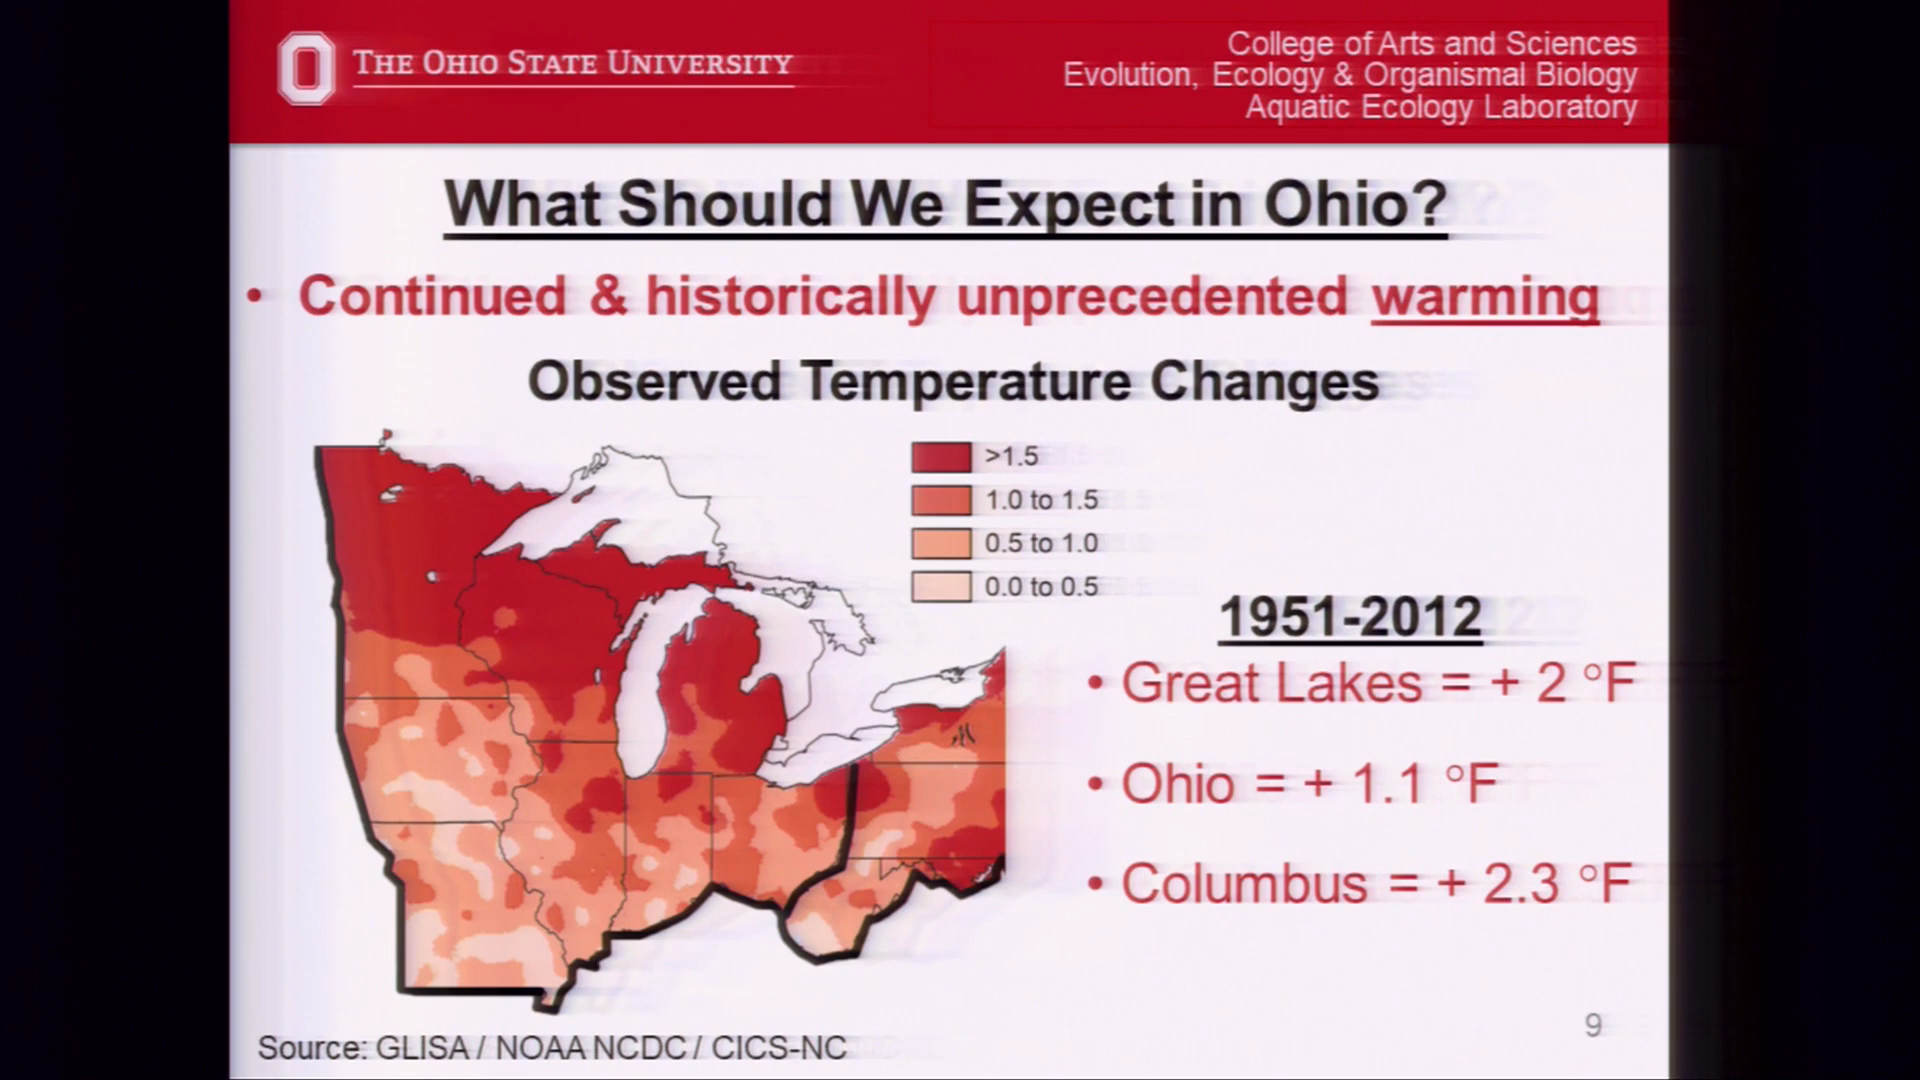 THE OHIO STATE UNIVERSITY
College of Arts and Sciences
Evolution, Ecology & Organismal Biology
Aquatic Ecology Laboratory
What Should We Expect in Ohio?
• Continued & historically unprecedented warming
Observed Temperature Changes
>1.5
1.0 to 1.5
0.5 to 1.0
0.0 to 0.5
1951-2012
• Great Lakes = + 2 °F
• Ohio = + 1.1 °F
• Columbus = + 2.3 °F
Source: GLISA / NOAA NCDC / CICS-NC
9